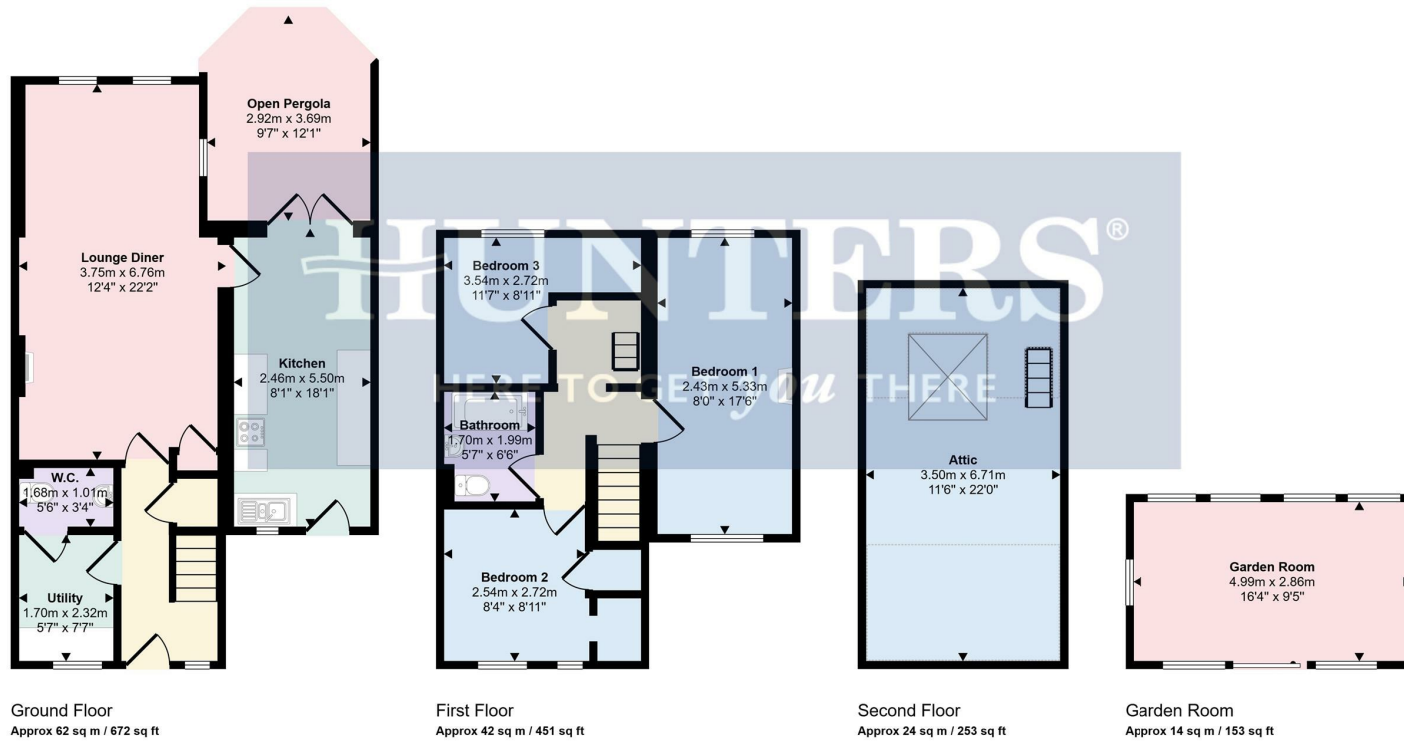 Open Pergola
2.92m x 3.69m
9'7" x 12'1"
Lounge Diner
3.75m x 6.76m
12'4" x 22'2"
Kitchen
2.46m x 5.50m
8'1" x 18'1"
W.C.
1.68m x 1.01m
5'6" x 3'4"
Utility
1.70m x 2.32m
5'7" x 7'7"
Ground Floor
Approx 62 sq m / 672 sq ft
HUNTERS®
HERE TO GET you THERE
Bedroom 3
3.54m x 2.72m
11'7" x 8'11"
Bedroom 1
2.43m x 5.33m
8'0" x 17'6"
Bathroom
1.70m x 1.99m
5'7" x 6'6"
Bedroom 2
2.54m x 2.72m
8'4" x 8'11"
First Floor
Approx 42 sq m / 451 sq ft
Attic
3.50m x 6.71m
11'6" x 22'0"
Second Floor
Approx 24 sq m / 253 sq ft
Garden Room
4.99m x 2.86m
16'4" x 9'5"
Garden Room
Approx 14 sq m / 153 sq ft